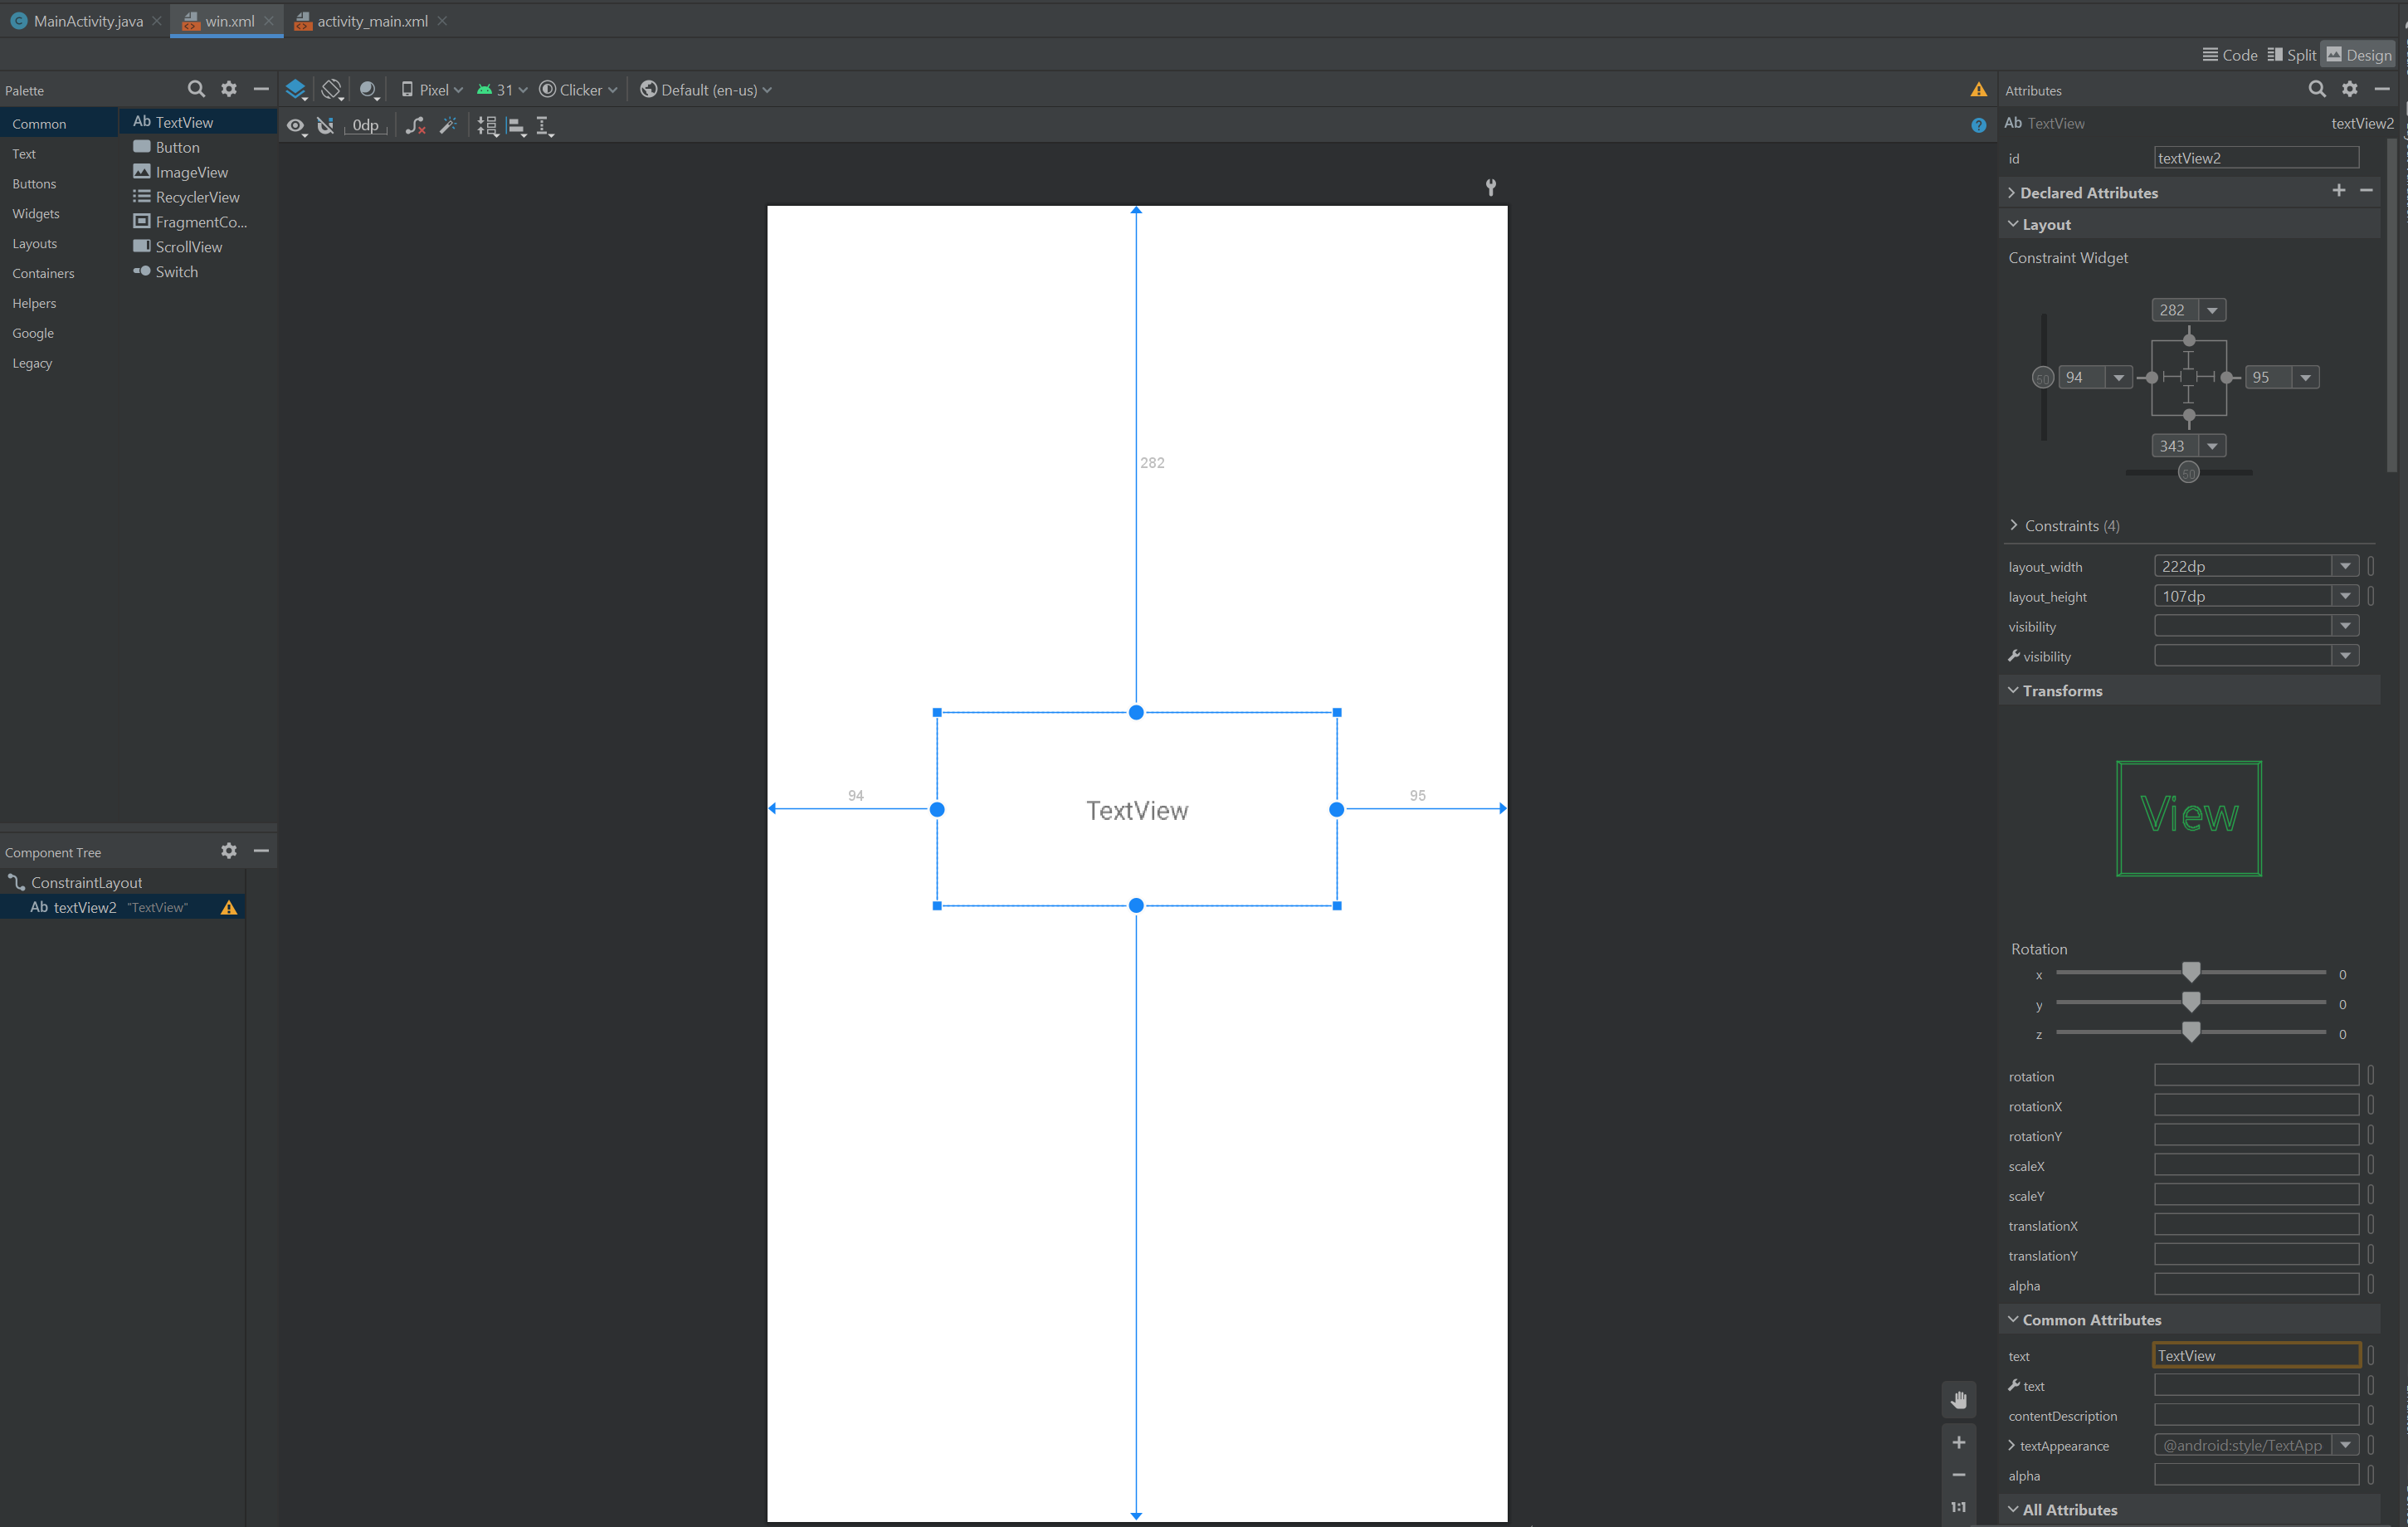 MainActivity.java
win.xml
activity_main.xml
Code
Split
Design
Palette
Common
Text
Buttons
Widgets
Layouts
Containers
Helpers
Google
Legacy
Ab TextView
Button
ImageView
RecyclerView
FragmentCo...
ScrollView
Switch
Pixel
31
Clicker
Default (en-us)
0dp
282
94
TextView
95
Component Tree
ConstraintLayout
Ab textView2 "TextView"
Attributes
Ab TextView
textView2
id textView2
Declared Attributes
Layout
Constraint Widget
282
50
94
95
343
50
Constraints (4)
layout_width 222dp
layout_height 107dp
visibility
visibility
Transforms
View
Rotation
x 0
y 0
z 0
rotation
rotationX
rotationY
scaleX
scaleY
translationX
translationY
alpha
Common Attributes
text TextView
text
contentDescription
textAppearance @android:style/TextApp
alpha
All Attributes
1:1